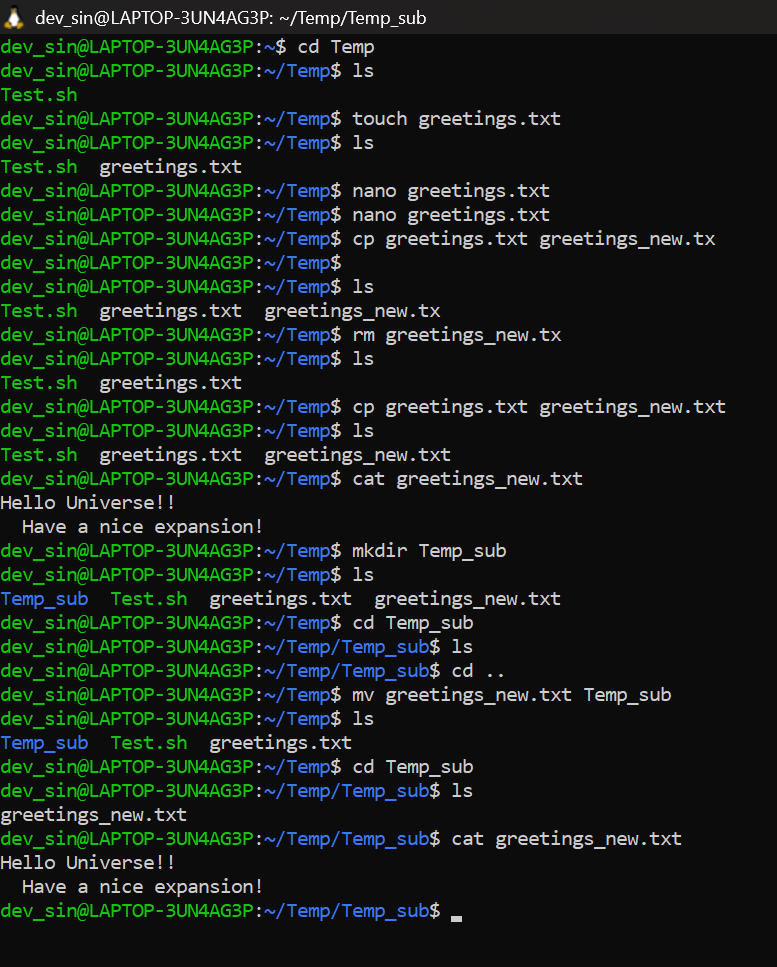 dev_sin@LAPTOP-3UN4AG3P: ~/Temp/Temp_sub
dev_sin@LAPTOP-3UN4AG3P:~$ cd Temp
dev_sin@LAPTOP-3UN4AG3P:~/Temp$ ls
Test.sh
dev_sin@LAPTOP-3UN4AG3P:~/Temp$ touch greetings.txt
dev_sin@LAPTOP-3UN4AG3P:~/Temp$ ls
Test.sh  greetings.txt
dev_sin@LAPTOP-3UN4AG3P:~/Temp$ nano greetings.txt
dev_sin@LAPTOP-3UN4AG3P:~/Temp$ nano greetings.txt
dev_sin@LAPTOP-3UN4AG3P:~/Temp$ cp greetings.txt greetings_new.tx
dev_sin@LAPTOP-3UN4AG3P:~/Temp$
dev_sin@LAPTOP-3UN4AG3P:~/Temp$ ls
Test.sh  greetings.txt  greetings_new.tx
dev_sin@LAPTOP-3UN4AG3P:~/Temp$ rm greetings_new.tx
dev_sin@LAPTOP-3UN4AG3P:~/Temp$ ls
Test.sh  greetings.txt
dev_sin@LAPTOP-3UN4AG3P:~/Temp$ cp greetings.txt greetings_new.txt
dev_sin@LAPTOP-3UN4AG3P:~/Temp$ ls
Test.sh  greetings.txt  greetings_new.txt
dev_sin@LAPTOP-3UN4AG3P:~/Temp$ cat greetings_new.txt
Hello Universe!!
  Have a nice expansion!
dev_sin@LAPTOP-3UN4AG3P:~/Temp$ mkdir Temp_sub
dev_sin@LAPTOP-3UN4AG3P:~/Temp$ ls
Temp_sub  Test.sh  greetings.txt  greetings_new.txt
dev_sin@LAPTOP-3UN4AG3P:~/Temp$ cd Temp_sub
dev_sin@LAPTOP-3UN4AG3P:~/Temp/Temp_sub$ ls
dev_sin@LAPTOP-3UN4AG3P:~/Temp/Temp_sub$ cd ..
dev_sin@LAPTOP-3UN4AG3P:~/Temp$ mv greetings_new.txt Temp_sub
dev_sin@LAPTOP-3UN4AG3P:~/Temp$ ls
Temp_sub  Test.sh  greetings.txt
dev_sin@LAPTOP-3UN4AG3P:~/Temp$ cd Temp_sub
dev_sin@LAPTOP-3UN4AG3P:~/Temp/Temp_sub$ ls
greetings_new.txt
dev_sin@LAPTOP-3UN4AG3P:~/Temp/Temp_sub$ cat greetings_new.txt
Hello Universe!!
  Have a nice expansion!
dev_sin@LAPTOP-3UN4AG3P:~/Temp/Temp_sub$